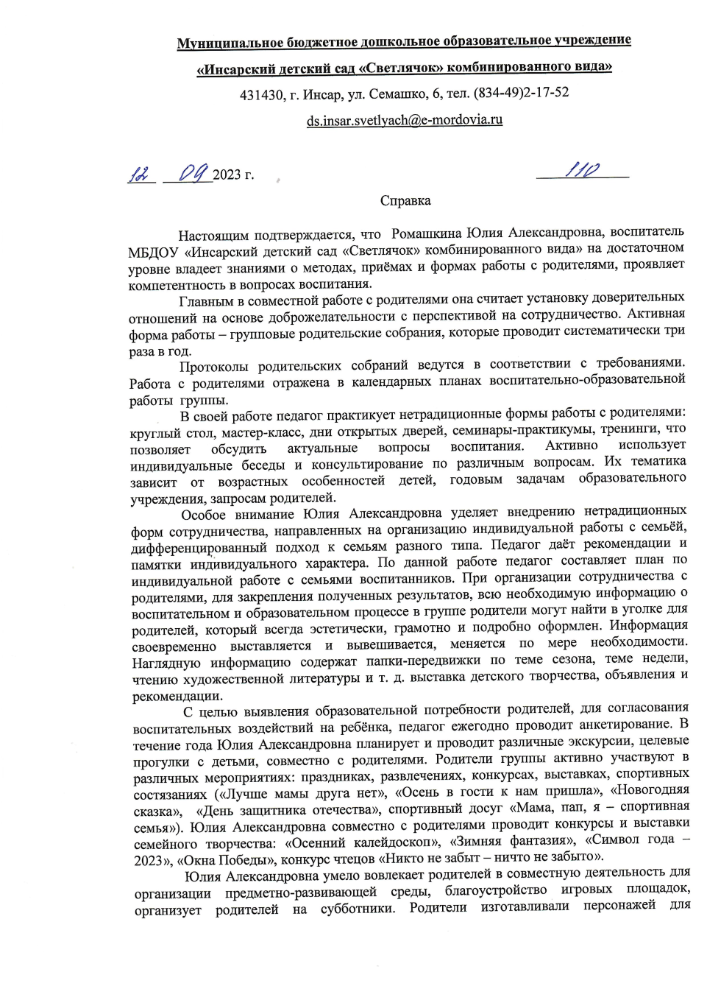 Муниципальное бюджетное дошкольное образовательное учреждение
«Инсарский детский сад «Светлячок» комбинированного вида»
431430, г. Инсар, ул. Семашко, 6, тел. (834-49)2-17-52
ds.insar.svetlyach@e-mordovia.ru
12 09 2023 г. 110
Справка
Настоящим подтверждается, что Ромашкина Юлия Александровна, воспитатель
МБДОУ «Инсарский детский сад «Светлячок» комбинированного вида» на достаточном
уровне владеет знаниями о методах, приёмах и формах работы с родителями, проявляет
компетентность в вопросах воспитания.
Главным в совместной работе с родителями она считает установку доверительных
отношений на основе доброжелательности с перспективой на сотрудничество. Активная
форма работы – групповые родительские собрания, которые проводит систематически три
раза в год.
Протоколы родительских собраний ведутся в соответствии с требованиями.
Работа с родителями отражена в календарных планах воспитательно-образовательной
работы группы.
В своей работе педагог практикует нетрадиционные формы работы с родителями:
круглый стол, мастер-класс, дни открытых дверей, семинары-практикумы, тренинги, что
позволяет обсудить актуальные вопросы воспитания. Активно использует
индивидуальные беседы и консультирование по различным вопросам. Их тематика
зависит от возрастных особенностей детей, годовым задачам образовательного
учреждения, запросам родителей.
Особое внимание Юлия Александровна уделяет внедрению нетрадиционных
форм сотрудничества, направленных на организацию индивидуальной работы с семьёй,
дифференцированный подход к семьям разного типа. Педагог даёт рекомендации и
памятки индивидуального характера. По данной работе педагог составляет план по
индивидуальной работе с семьями воспитанников. При организации сотрудничества с
родителями, для закрепления полученных результатов, всю необходимую информацию о
воспитательном и образовательном процессе в группе родители могут найти в уголке для
родителей, который всегда эстетически, грамотно и подробно оформлен. Информация
своевременно выставляется и вывешивается, меняется по мере необходимости.
Наглядную информацию содержат папки-передвижки по теме сезона, теме недели,
чтению художественной литературы и т. д. выставка детского творчества, объявления и
рекомендации.
С целью выявления образовательной потребности родителей, для согласования
воспитательных воздействий на ребёнка, педагог ежегодно проводит анкетирование. В
течение года Юлия Александровна планирует и проводит различные экскурсии, целевые
прогулки с детьми, совместно с родителями. Родители группы активно участвуют в
различных мероприятиях: праздниках, развлечениях, конкурсах, выставках, спортивных
состязаниях («Лучше мамы друга нет», «Осень в гости к нам пришла», «Новогодняя
сказка», «День защитника отечества», спортивный досуг «Мама, пап, я – спортивная
семья»). Юлия Александровна совместно с родителями проводит конкурсы и выставки
семейного творчества: «Осенний калейдоскоп», «Зимняя фантазия», «Символ года –
2023», «Окна Победы», конкурс чтецов «Никто не забыт – ничто не забыто».
Юлия Александровна умело вовлекает родителей в совместную деятельность для
организации предметно-развивающей среды, благоустройство игровых площадок,
организует родителей на субботники. Родители изготавливали персонажей для